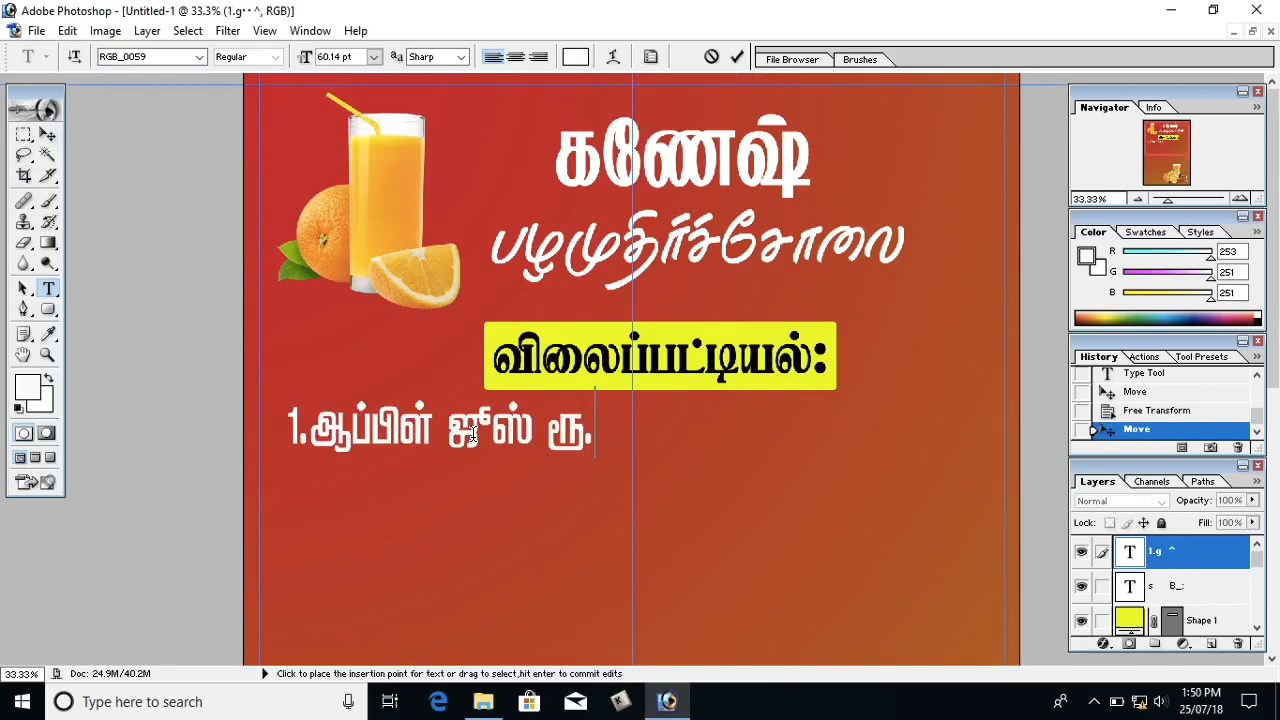 Adobe Photoshop - [Untitled-1 @ 33.3% (1.g·· ^, RGB)]
File Edit Image Layer Select Filter View Window Help
RGB_0059 Regular 60.14 pt aa Sharp File Browser Brushes
Navigator Info
33.33%
Color Swatches Styles
R 253
G 251
B 251
History Actions Tool Presets
Type Tool
Move
Free Transform
Move
Layers Channels Paths
Normal Opacity: 100%
Lock: Fill: 100%
T 1.g ^
T s B_:
Shape 1
கணேஷ்
பழமுதிர்ச்சோலை
விலைப்பட்டியல்:
1.ஆப்பிள் ஜூஸ் ரூ.
33.33% Doc: 24.9M/40.2M Click to place the insertion point for text or drag to select,hit enter to commit edits
Type here to search
1:50 PM
25/07/18